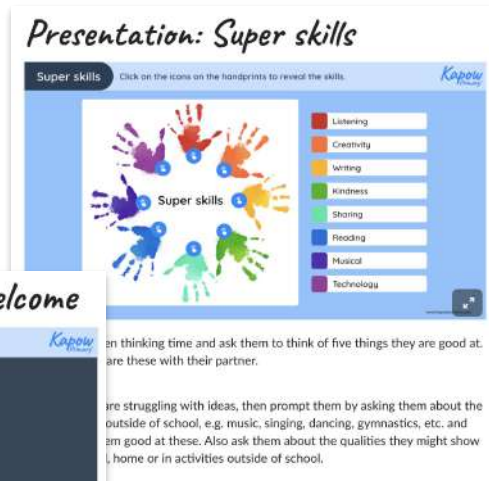 Presentation: Super skills
Super skills
Click on the icons on the handprints to reveal the skills.
Kapow
Primary
Listening
Creativity
Writing
Kindness
Sharing
Reading
Musical
Technology
Super skills
elcome
Kapow
Primary
en thinking time and ask them to think of five things they are good at.
are these with their partner.
are struggling with ideas, then prompt them by asking them about the
outside of school, e.g. music, singing, dancing, gymnastics, etc. and
em good at these. Also ask them about the qualities they might show
, home or in activities outside of school.